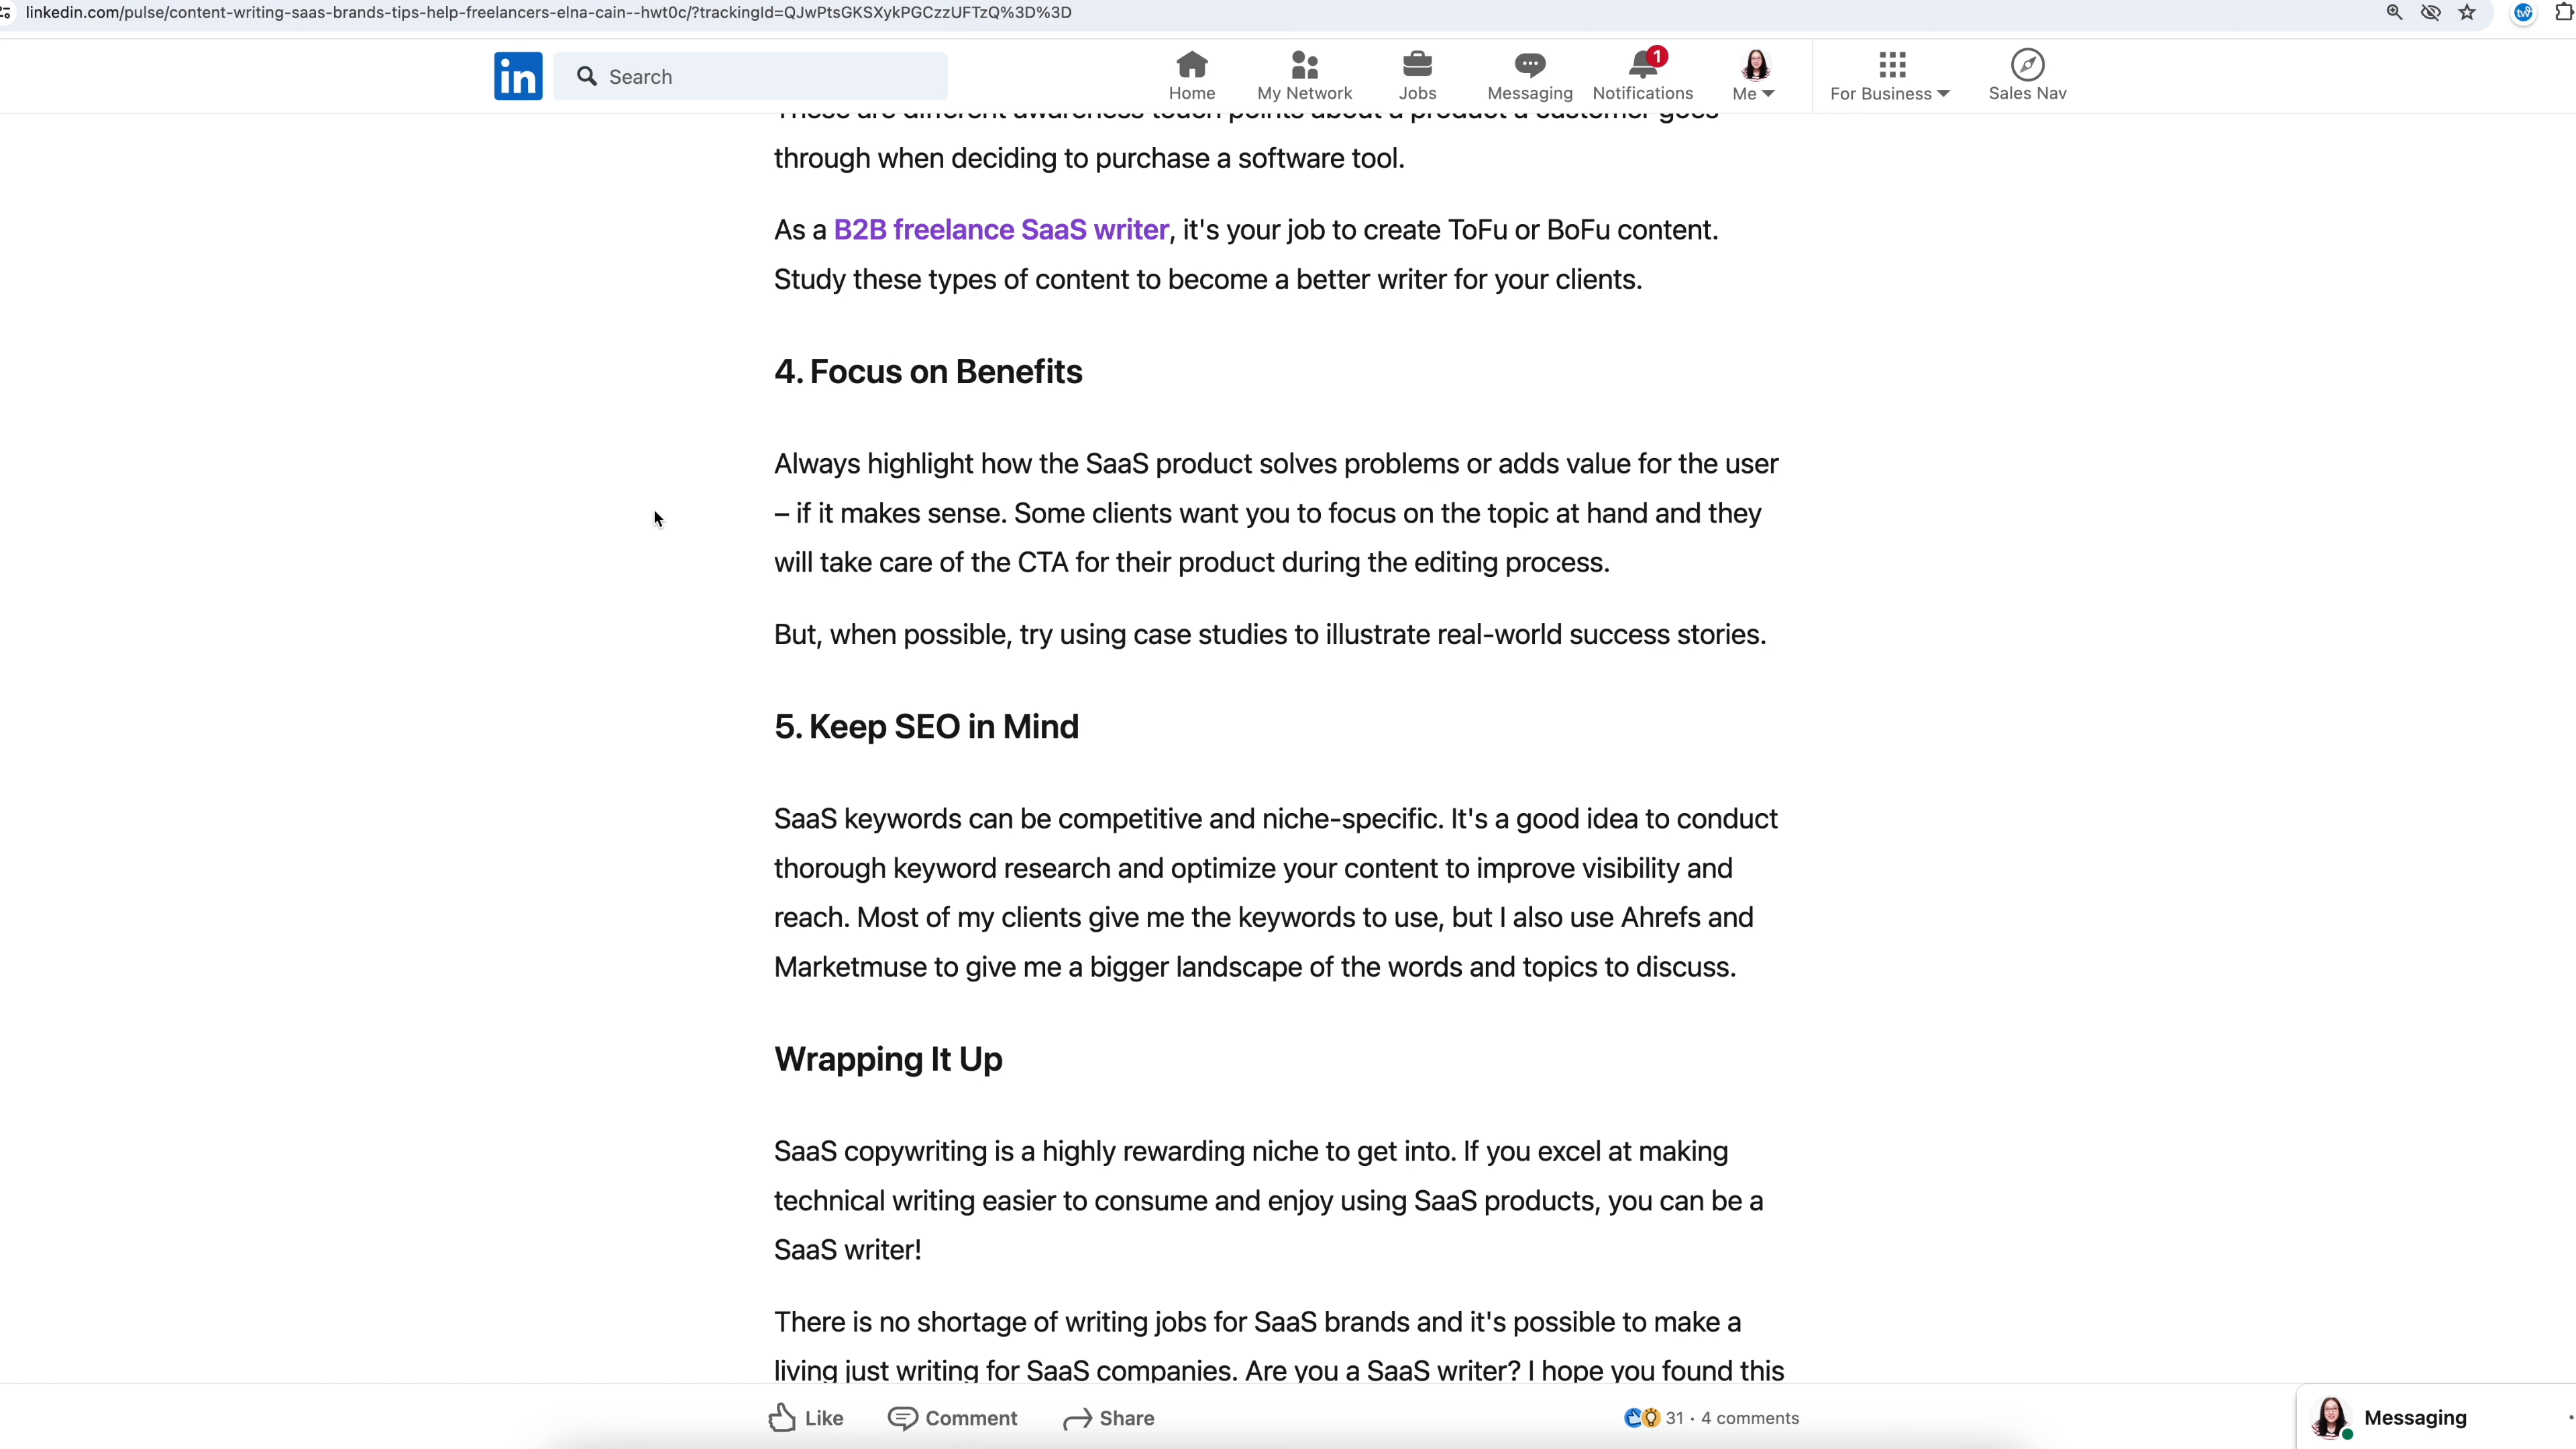 linkedin.com/pulse/content-writing-saas-brands-tips-help-freelancers-elna-cain--hwt0c/?trackingId=QJwPtsGKSXykPGCzzUFTzQ%3D%3D
in
Search
Home
My Network
Jobs
Messaging
1
Notifications
Me
For Business
Sales Nav
These are different awareness touch points about a product a customer goes
through when deciding to purchase a software tool.
As a B2B freelance SaaS writer, it's your job to create ToFu or BoFu content.
Study these types of content to become a better writer for your clients.
4. Focus on Benefits
Always highlight how the SaaS product solves problems or adds value for the user
– if it makes sense. Some clients want you to focus on the topic at hand and they
will take care of the CTA for their product during the editing process.
But, when possible, try using case studies to illustrate real-world success stories.
5. Keep SEO in Mind
SaaS keywords can be competitive and niche-specific. It's a good idea to conduct
thorough keyword research and optimize your content to improve visibility and
reach. Most of my clients give me the keywords to use, but I also use Ahrefs and
Marketmuse to give me a bigger landscape of the words and topics to discuss.
Wrapping It Up
SaaS copywriting is a highly rewarding niche to get into. If you excel at making
technical writing easier to consume and enjoy using SaaS products, you can be a
SaaS writer!
There is no shortage of writing jobs for SaaS brands and it's possible to make a
living just writing for SaaS companies. Are you a SaaS writer? I hope you found this
Like
Comment
Share
31 · 4 comments
Messaging